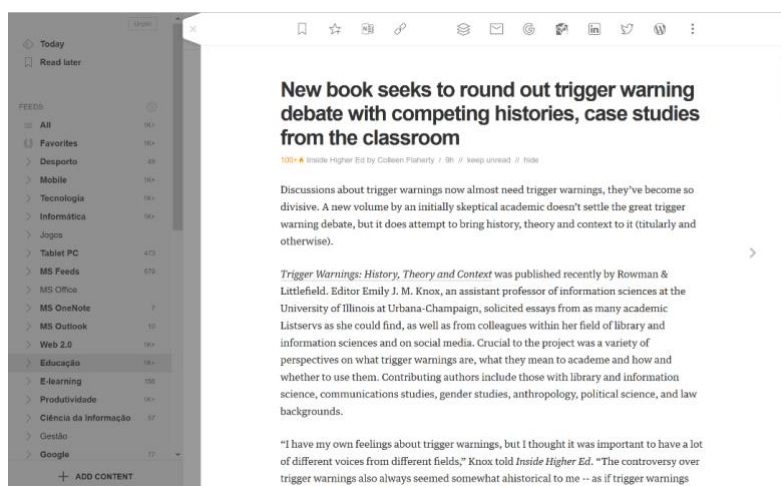 Today
Read later
FEEDS
All 1K+
Favorites 1K+
Desporto
Mobile 1K+
Tecnologia 1K+
Informática 1K+
Jogos
Tablet PC 473
MS Feeds 679
MS Office
MS OneNote 7
MS Outlook 10
Web 2.0 1K+
Educação 1K+
E-learning 156
Produtividade 1K+
Ciência da Informação 57
Gestão
Google 77
+ ADD CONTENT
New book seeks to round out trigger warning
debate with competing histories, case studies
from the classroom
100+ Inside Higher Ed by Colleen Flaherty / 9h // keep unread // hide
Discussions about trigger warnings now almost need trigger warnings, they’ve become so
divisive. A new volume by an initially skeptical academic doesn’t settle the great trigger
warning debate, but it does attempt to bring history, theory and context to it (titularly and
otherwise).
Trigger Warnings: History, Theory and Context was published recently by Rowman &
Littlefield. Editor Emily J. M. Knox, an assistant professor of information sciences at the
University of Illinois at Urbana-Champaign, solicited essays from as many academic
Listservs as she could find, as well as from colleagues within her field of library and
information sciences and on social media. Crucial to the project was a variety of
perspectives on what trigger warnings are, what they mean to academe and how and
whether to use them. Contributing authors include those with library and information
science, communications studies, gender studies, anthropology, political science, and law
backgrounds.
“I have my own feelings about trigger warnings, but I thought it was important to have a lot
of different voices from different fields,” Knox told Inside Higher Ed. “The controversy over
trigger warnings also always seemed somewhat ahistorical to me -- as if trigger warnings